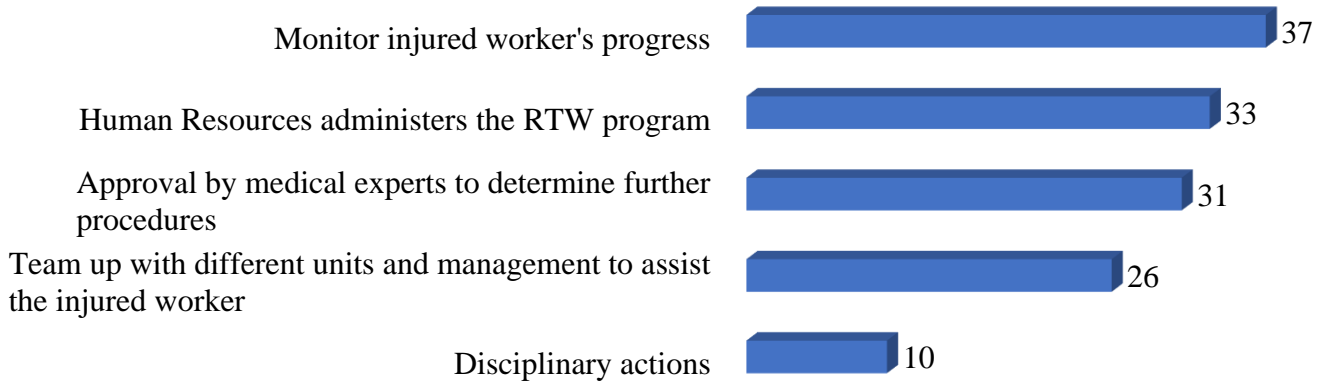 Monitor injured worker's progress
37
Human Resources administers the RTW program
33
Approval by medical experts to determine further
procedures
31
Team up with different units and management to assist
the injured worker
26
Disciplinary actions
10